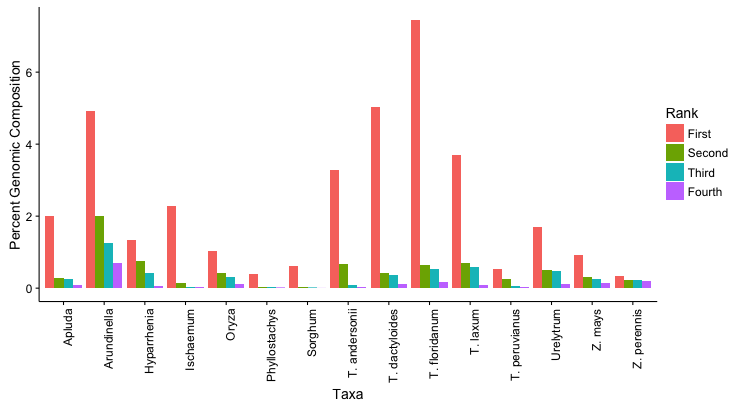 Percent Genomic Composition
6
4
2
0
Apluda
Arundinella
Hyparrhenia
Ischaemum
Oryza
Phyllostachys
Sorghum
T. andersonii
T. dactyloides
T. floridanum
T. laxum
T. peruvianus
Urelytrum
Z. mays
Z. perennis
Taxa
Rank
First
Second
Third
Fourth